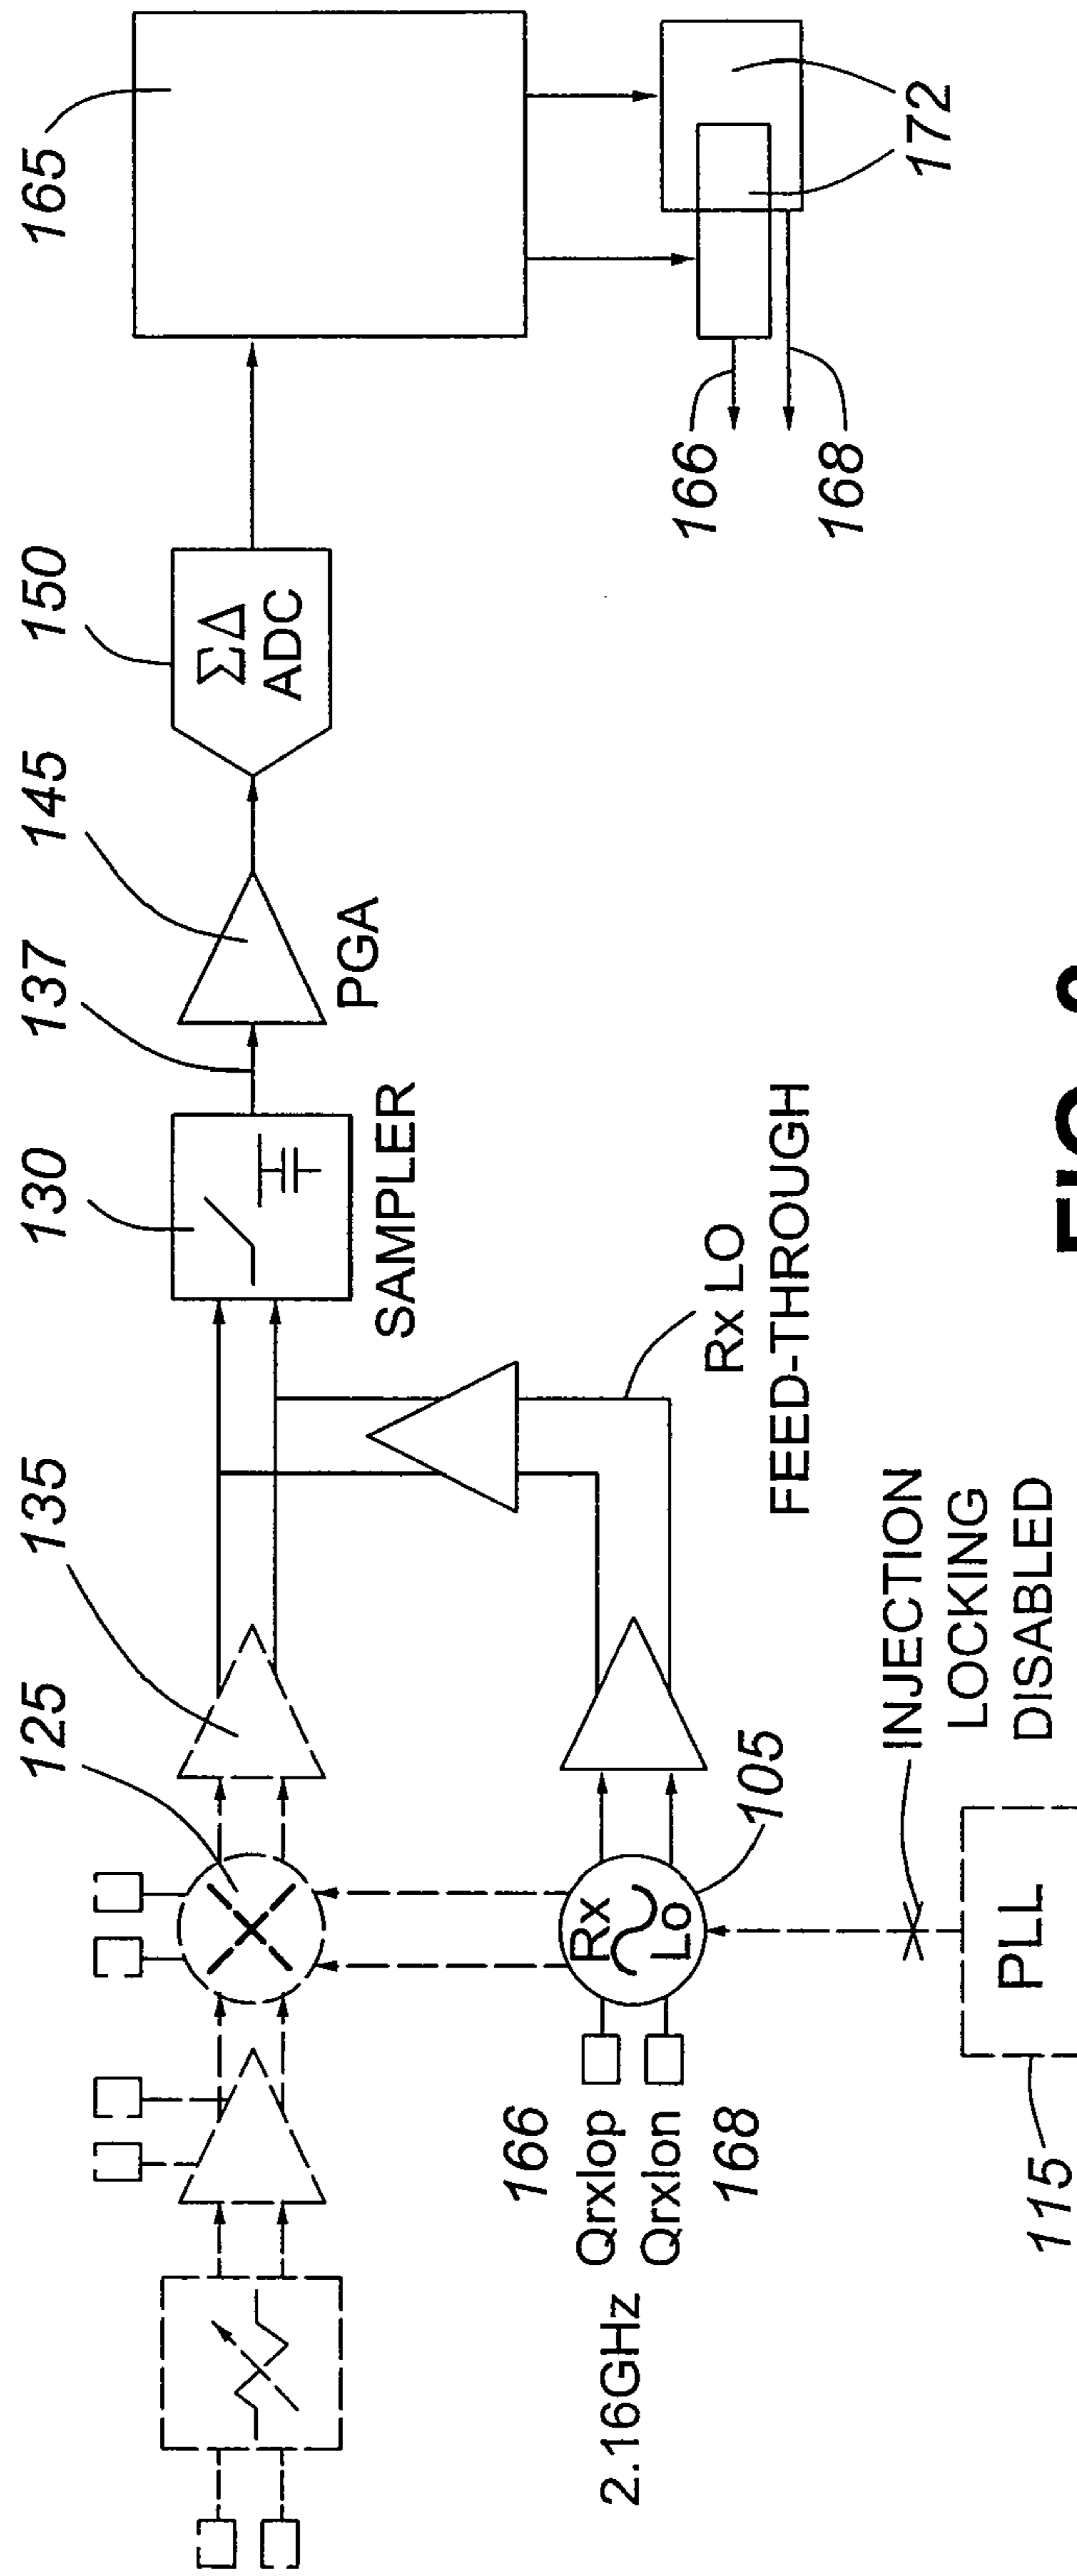 165
150
145
137
130
135
125
ΣΔ
ADC
PGA
SAMPLER
172
166
168
Rx LO
FEED-THROUGH
Rx
Lo
105
166
Qrxlop
Qrxlon
168
2.16GHz
INJECTION
LOCKING
DISABLED
PLL
115